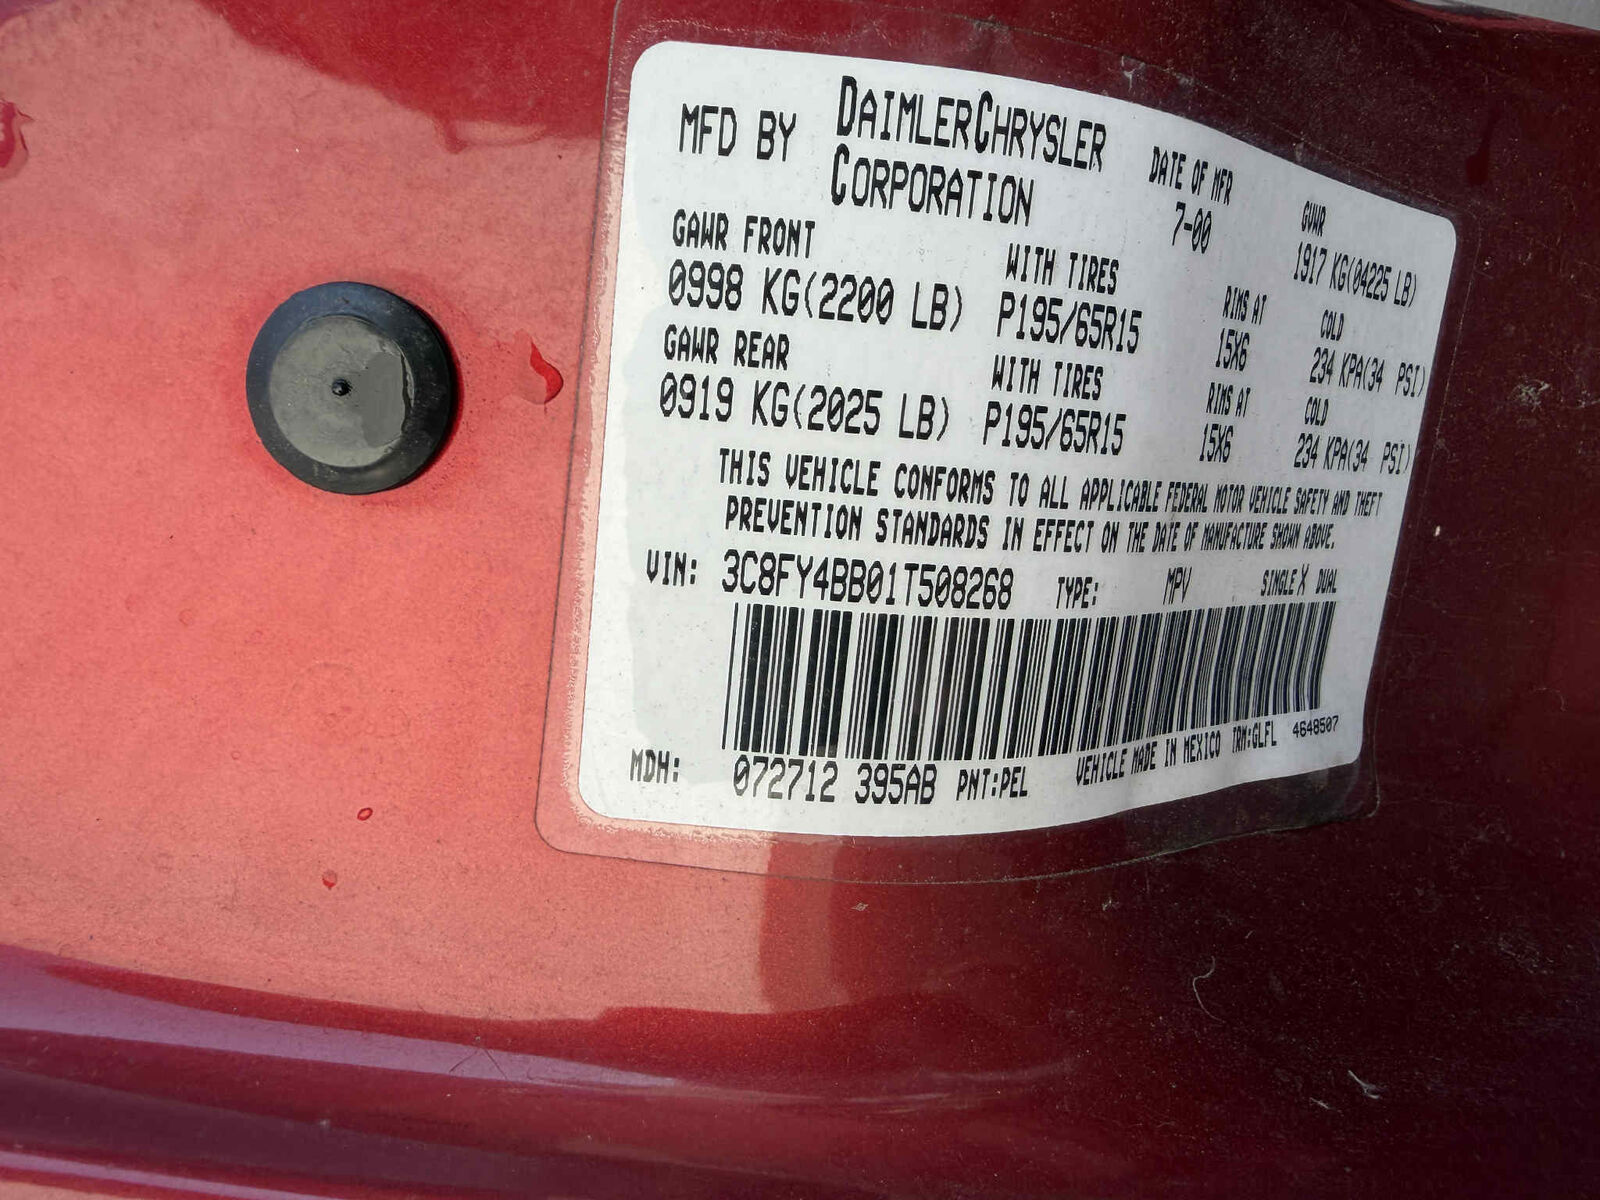 MFD BY DAIMLERCHRYSLER CORPORATION
DATE OF MFR 7-00
GVWR 1917 KG(04225 LB)
GAWR FRONT WITH TIRES RIMS AT COLD
0998 KG(2200 LB) P195/65R15 15X6 234 KPA(34 PSI)
GAWR REAR WITH TIRES RIMS AT COLD
0919 KG(2025 LB) P195/65R15 15X6 234 KPA(34 PSI)
THIS VEHICLE CONFORMS TO ALL APPLICABLE FEDERAL MOTOR VEHICLE SAFETY AND THEFT
PREVENTION STANDARDS IN EFFECT ON THE DATE OF MANUFACTURE SHOWN ABOVE.
VIN: 3C8FY4BB01T508268 TYPE: MPV SINGLE X DUAL
MDH: 072712 395AB PNT:PEL VEHICLE MADE IN MEXICO TRM:GLFL 4648507